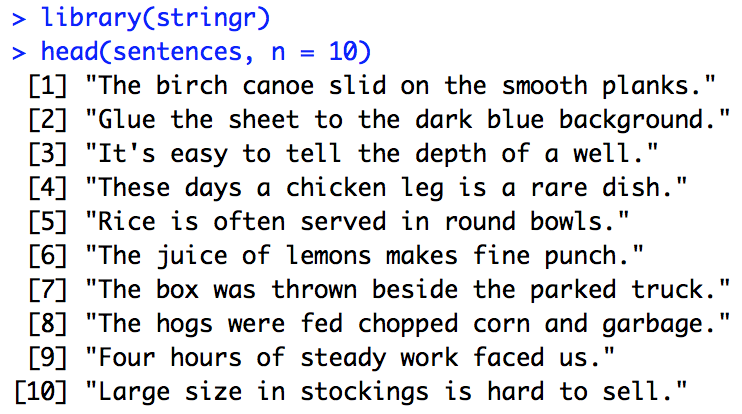 > library(stringr)
> head(sentences, n = 10)
[1] "The birch canoe slid on the smooth planks."
[2] "Glue the sheet to the dark blue background."
[3] "It's easy to tell the depth of a well."
[4] "These days a chicken leg is a rare dish."
[5] "Rice is often served in round bowls."
[6] "The juice of lemons makes fine punch."
[7] "The box was thrown beside the parked truck."
[8] "The hogs were fed chopped corn and garbage."
[9] "Four hours of steady work faced us."
[10] "Large size in stockings is hard to sell."